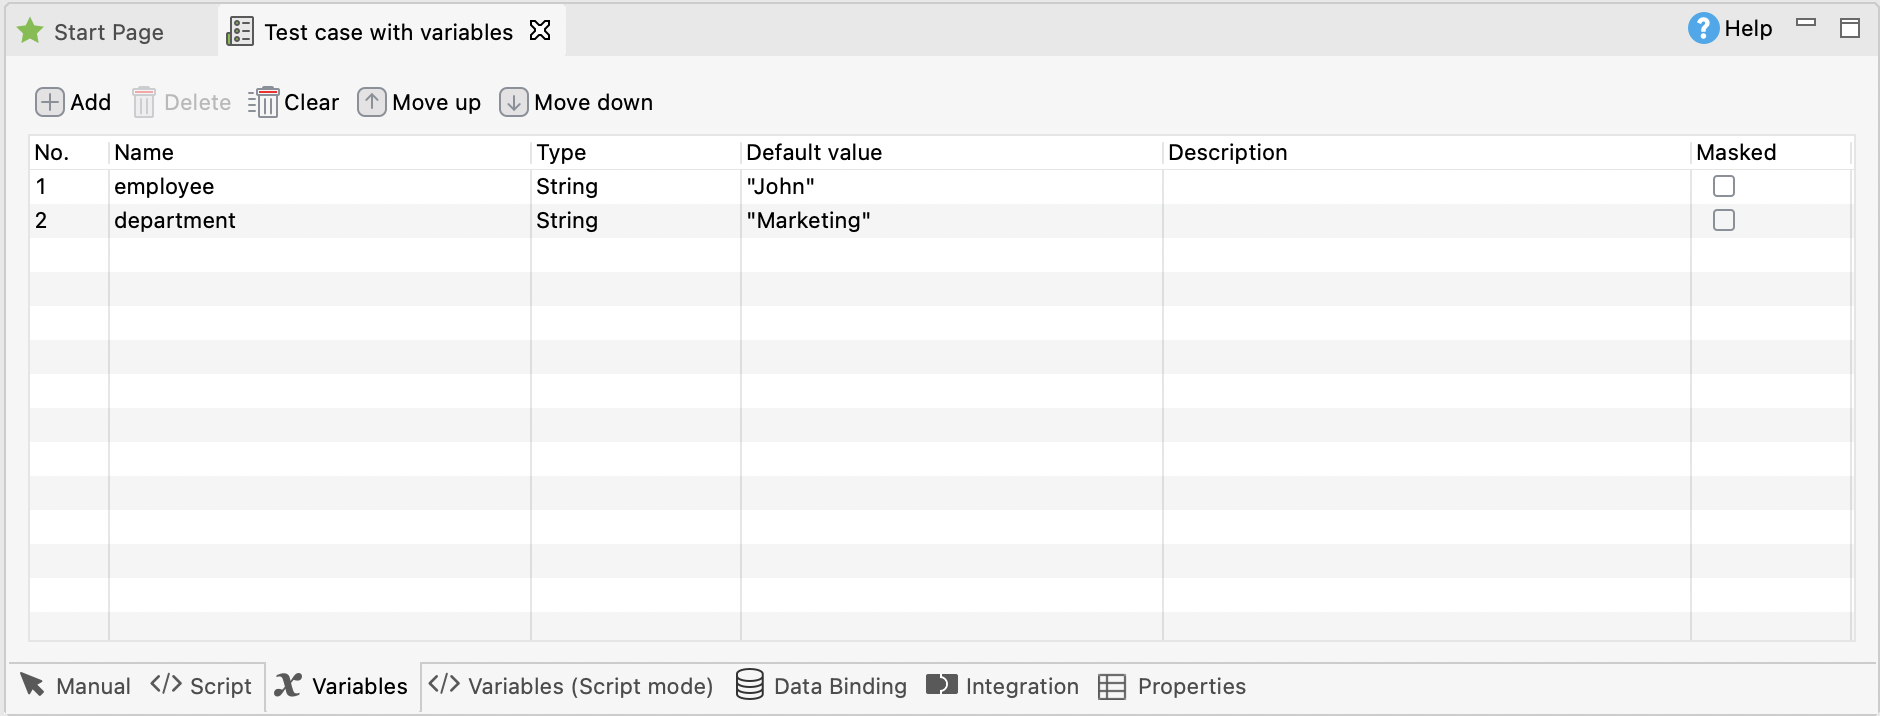 Start Page Test case with variables Help
Add Delete Clear Move up Move down
No. Name Type Default value Description Masked
1 employee String "John"
2 department String "Marketing"
Manual </> Script x Variables </> Variables (Script mode) Data Binding Integration Properties